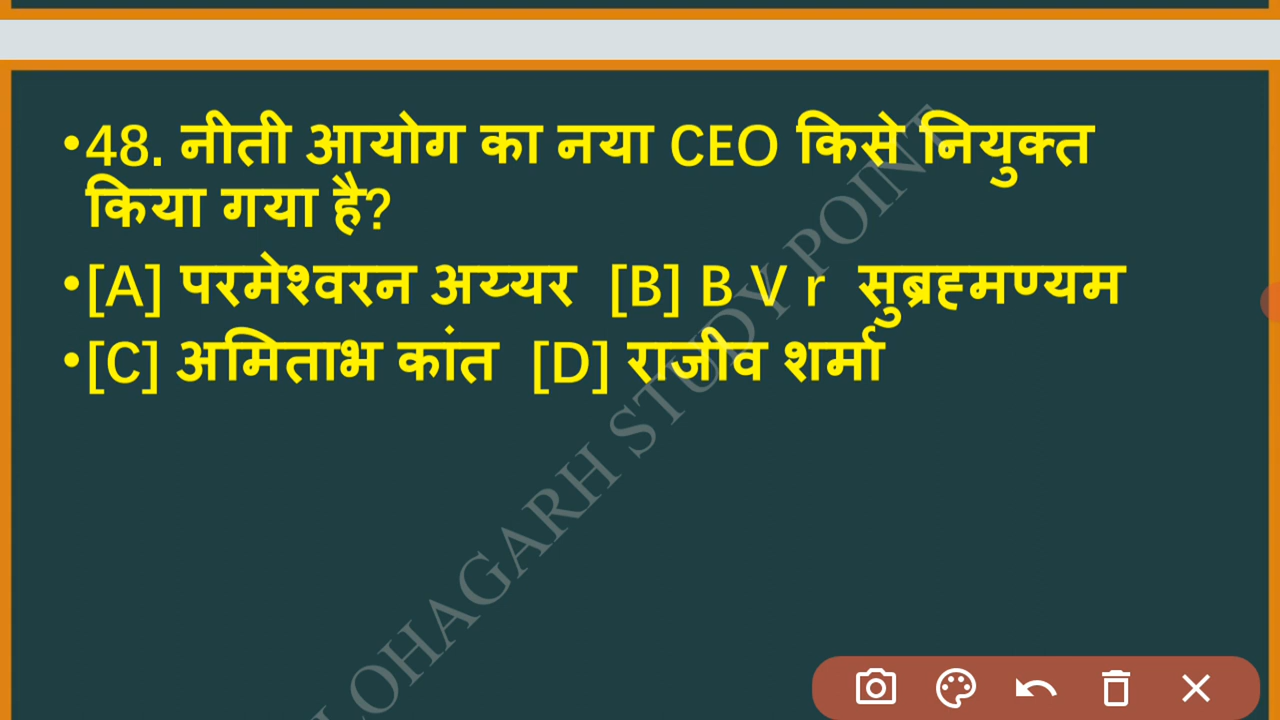 •48. नीती आयोग का नया CEO किसे नियुक्त
किया गया है?
•[A] परमेश्वरन अय्यर [B] B V r सुब्रह्मण्यम
•[C] अमिताभ कांत [D] राजीव शर्मा
LOHAGARH STUDY POINT